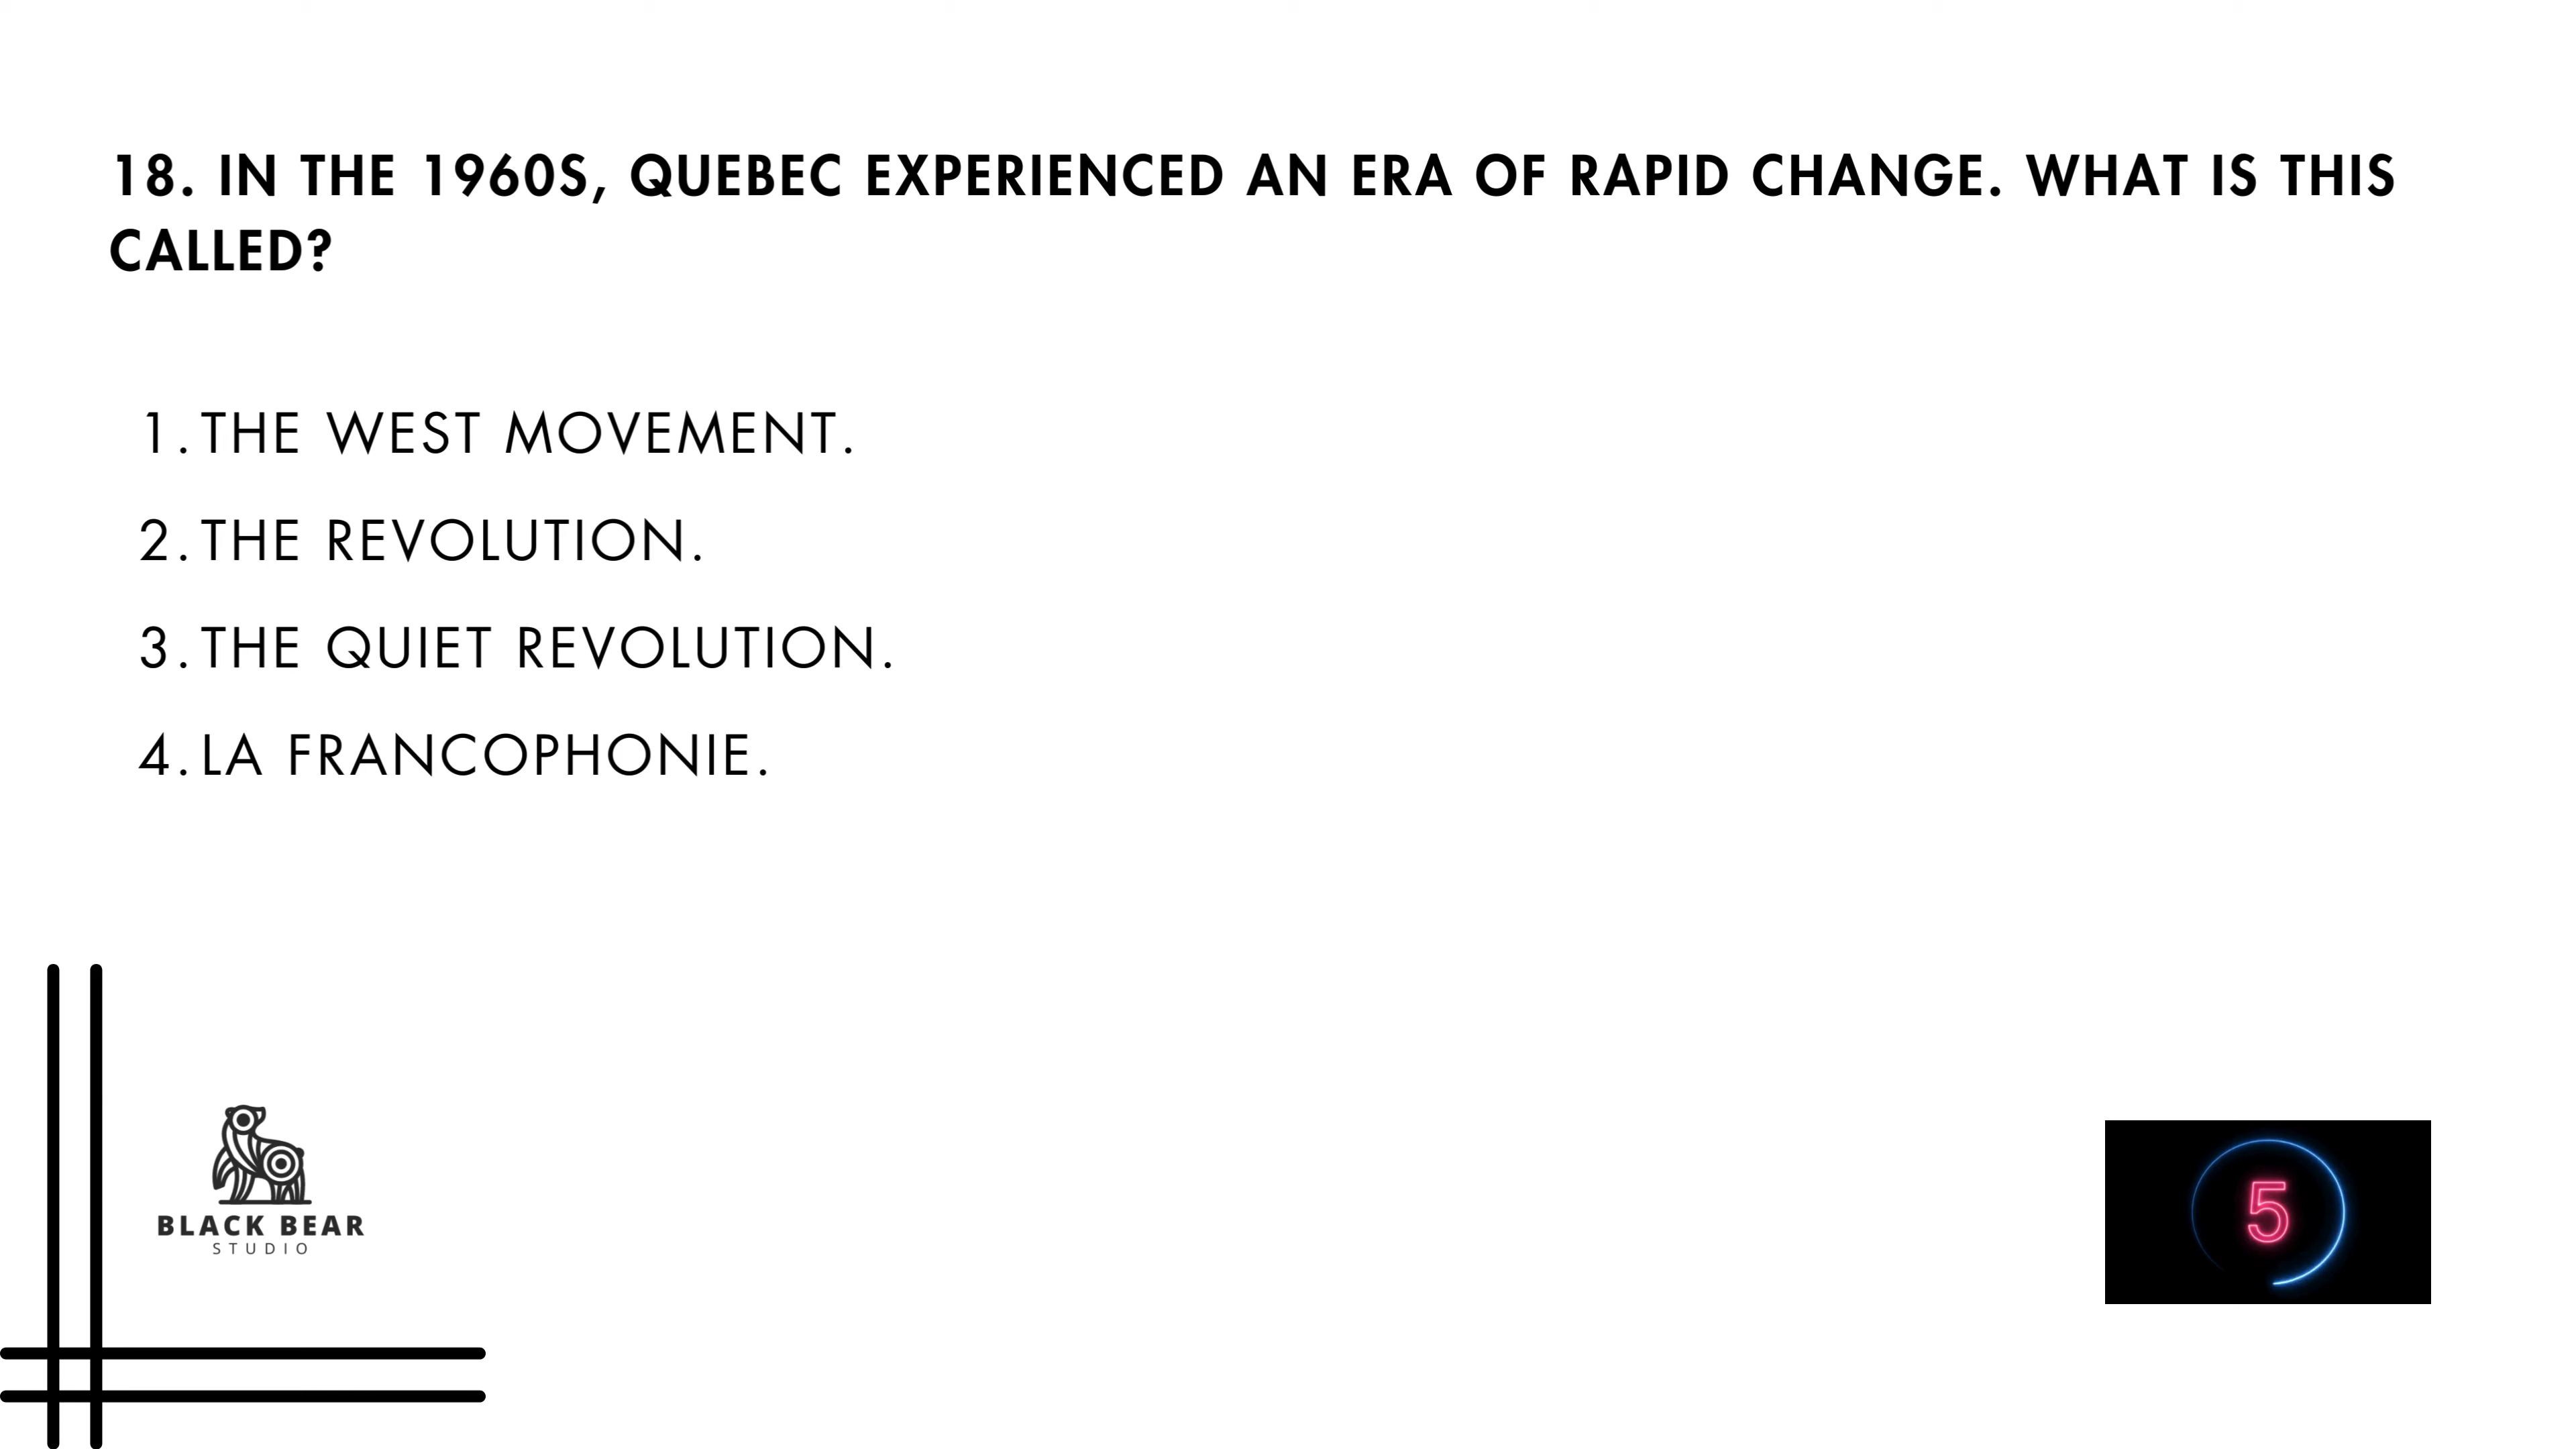 18. IN THE 1960S, QUEBEC EXPERIENCED AN ERA OF RAPID CHANGE. WHAT IS THIS
CALLED?
1. THE WEST MOVEMENT.
2. THE REVOLUTION.
3. THE QUIET REVOLUTION.
4. LA FRANCOPHONIE.
BLACK BEAR
STUDIO
5